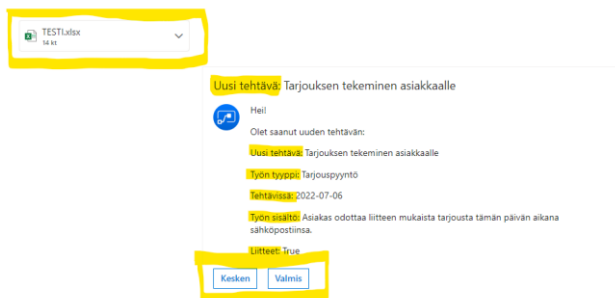 TESTI.xlsx
14 kt
Uusi tehtävä: Tarjouksen tekeminen asiakkaalle
Hei!
Olet saanut uuden tehtävän:
Uusi tehtävä: Tarjouksen tekeminen asiakkaalle
Työn tyyppi: Tarjouspyyntö
Tehtävissä: 2022-07-06
Työn sisältö: Asiakas odottaa liitteen mukaista tarjousta tämän päivän aikana
sähköpostiinsa.
Liitteet: True
Kesken Valmis